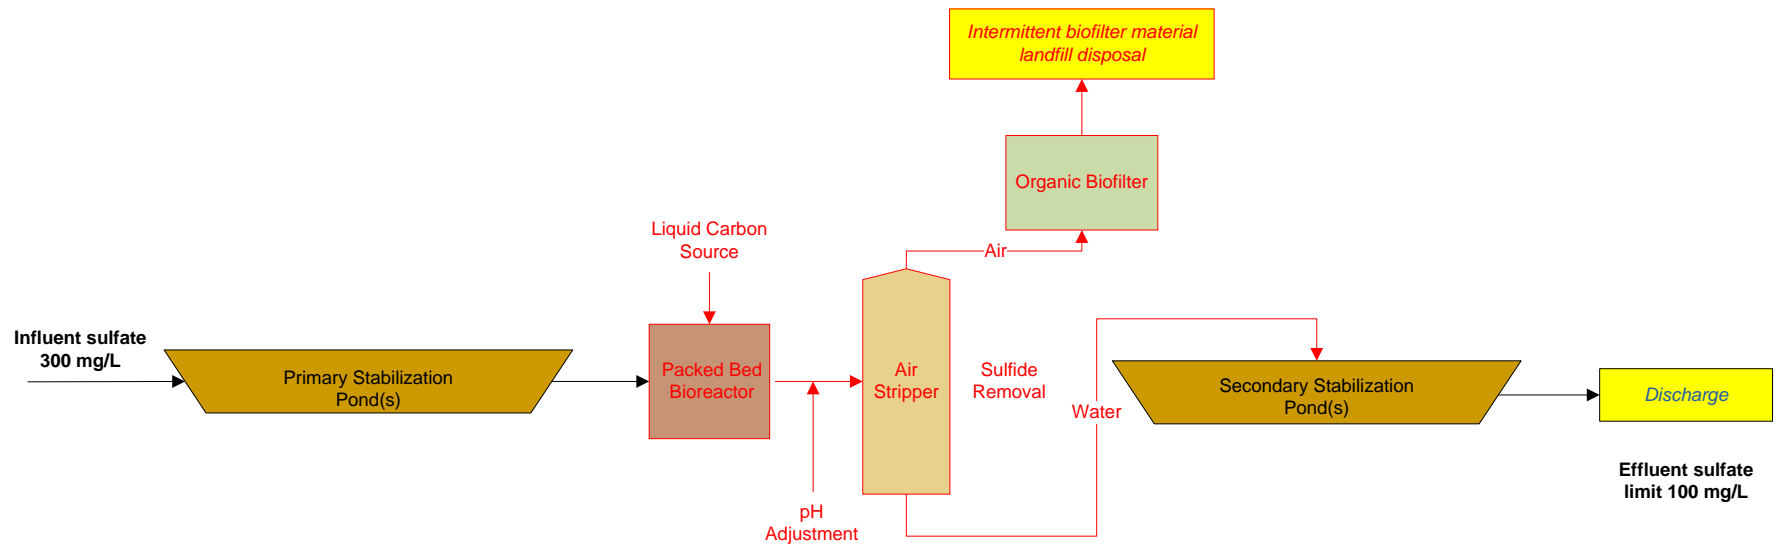 Intermittent biofilter material
landfill disposal
Organic Biofilter
Air
Liquid Carbon
Source
Influent sulfate
300 mg/L
Primary Stabilization
Pond(s)
Packed Bed
Bioreactor
pH
Adjustment
Air
Stripper
Sulfide
Removal
Water
Secondary Stabilization
Pond(s)
Discharge
Effluent sulfate
limit 100 mg/L